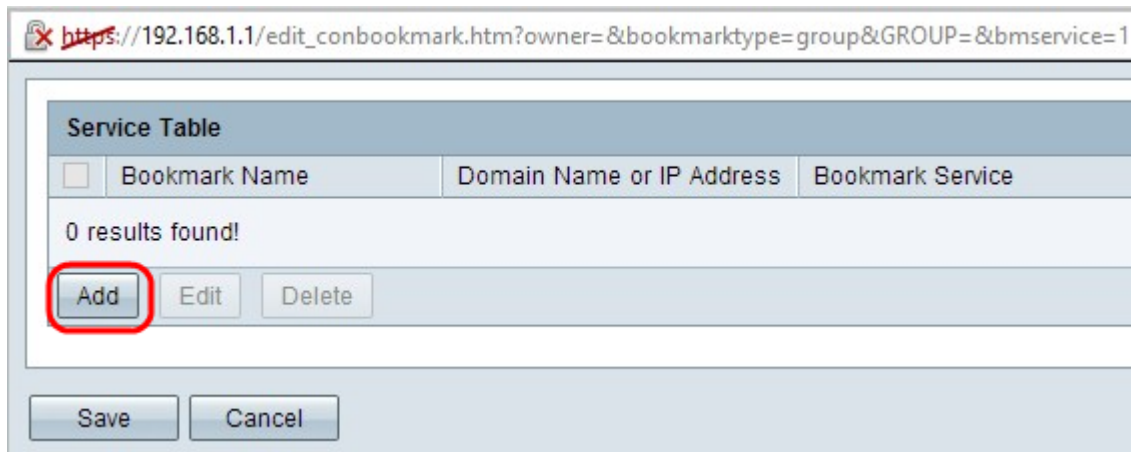 https://192.168.1.1/edit_conbookmark.htm?owner=&bookmarktype=group&GROUP=&bmservice=1
Service Table
Bookmark Name Domain Name or IP Address Bookmark Service
0 results found!
Add Edit Delete
Save Cancel